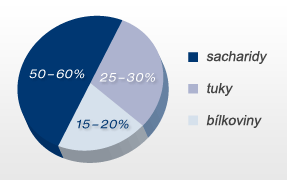 50–60%
25–30%
15–20%
sacharidy
tuky
bílkoviny